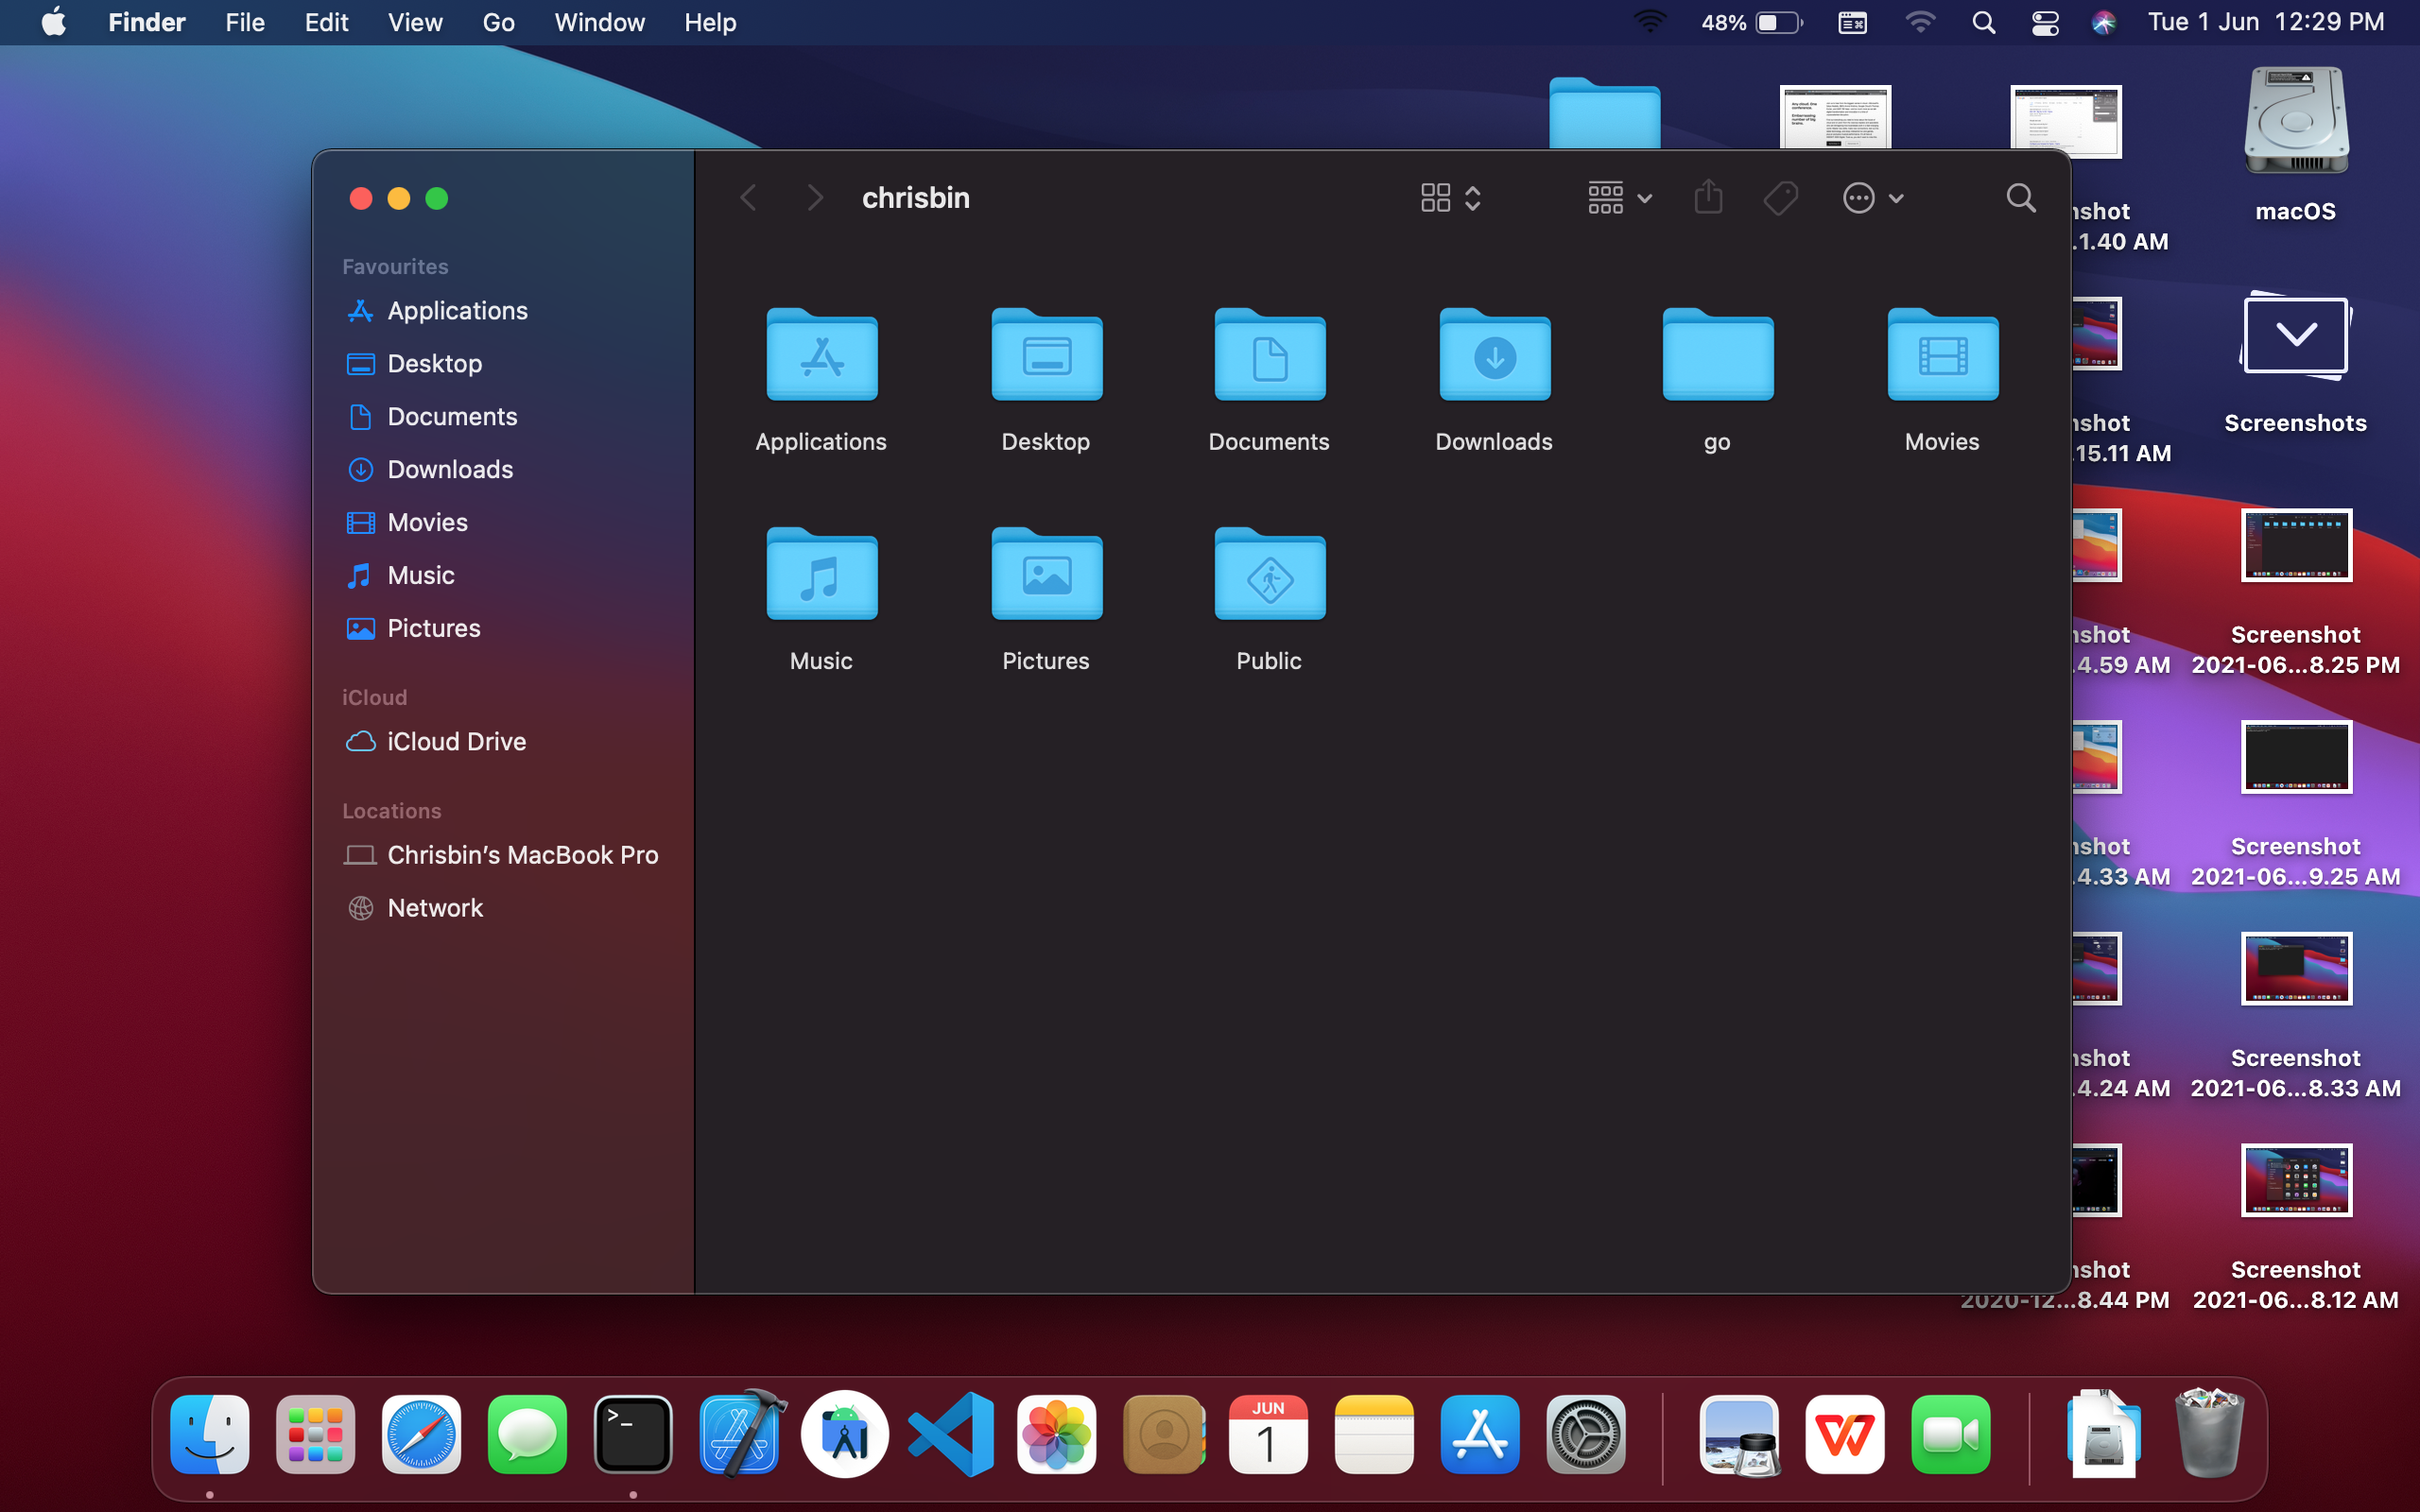 Finder File Edit View Go Window Help 48% Tue 1 Jun 12:29 PM
chrisbin
Favourites
Applications
Desktop
Documents
Downloads
Movies
Music
Pictures
iCloud
iCloud Drive
Locations
Chrisbin's MacBook Pro
Network
Applications Desktop Documents Downloads go Movies
Music Pictures Public
macOS
nshot
.1.40 AM
Screenshots
nshot
.15.11 AM
Screenshot
2021-06...8.25 PM
nshot
.4.59 AM
Screenshot
2021-06...9.25 AM
nshot
.4.33 AM
Screenshot
2021-06...8.33 AM
nshot
.4.24 AM
Screenshot
2021-06...8.12 AM
nshot
2020-12...8.44 PM
>_
JUN
1